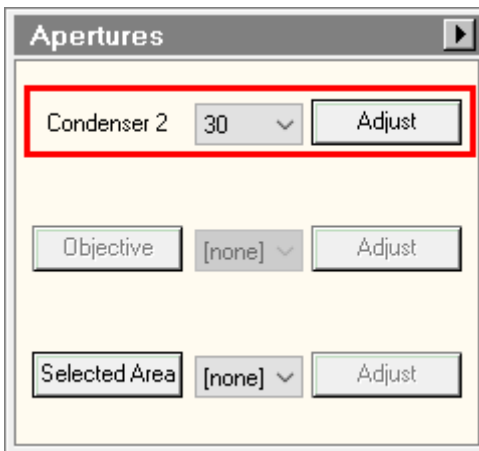 Apertures
Condenser 2 30 Adjust
Objective [none] Adjust
Selected Area [none] Adjust